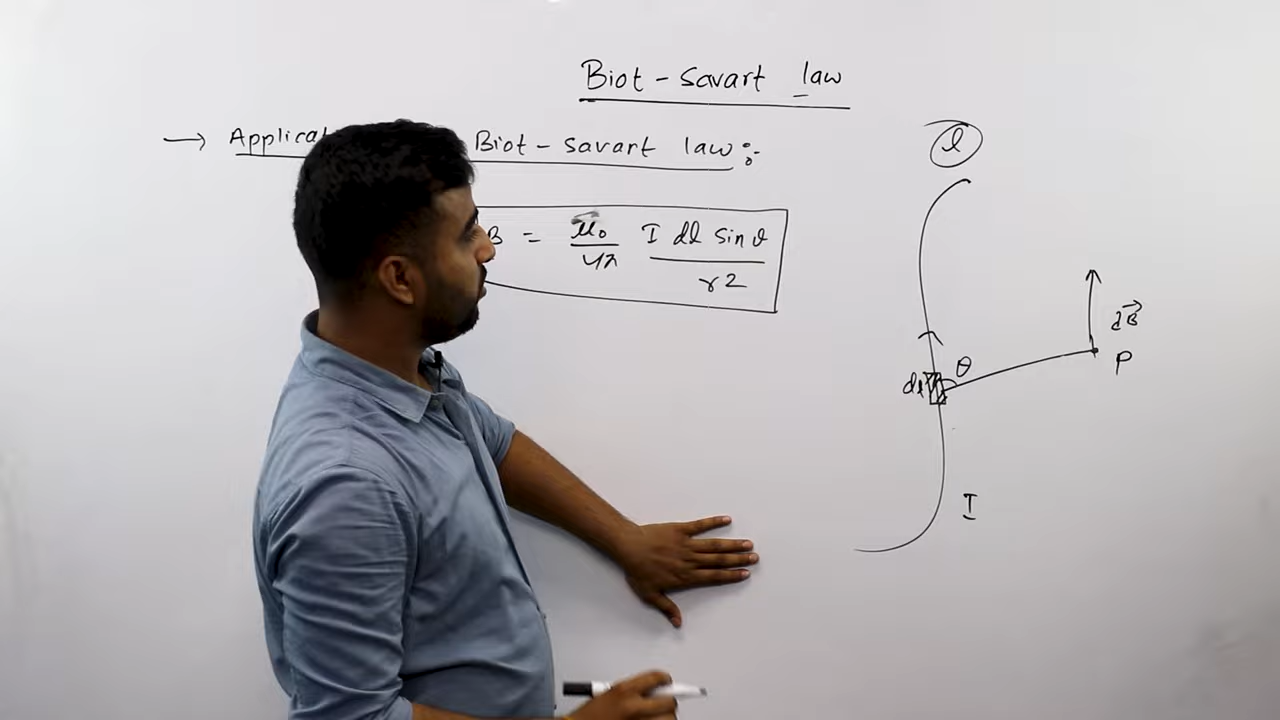 Biot - Savart law
→ Applicat Biot - Savart law :-
B = μ₀/4π I dl sin θ/r2
l
dB⃗
θ
P
dl
I